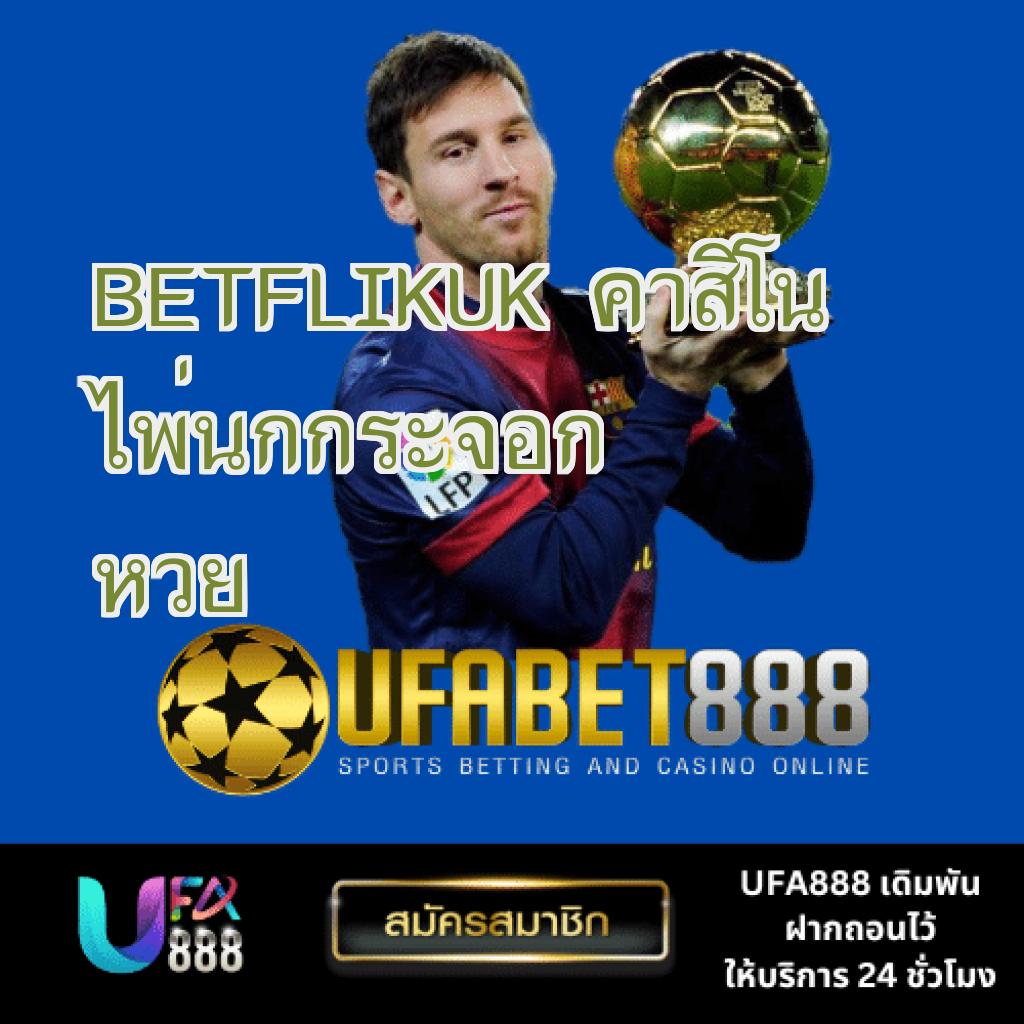 BETFLIKUK คาสิโน
ไพ่นกกระจอก
LFP
หวย
UFABET888
SPORTS BETTING AND CASINO ONLINE
UFA
888
สมัครสมาชิก
UFA888 เดิมพัน
ฝากถอนไว้
ให้บริการ 24 ชั่วโมง